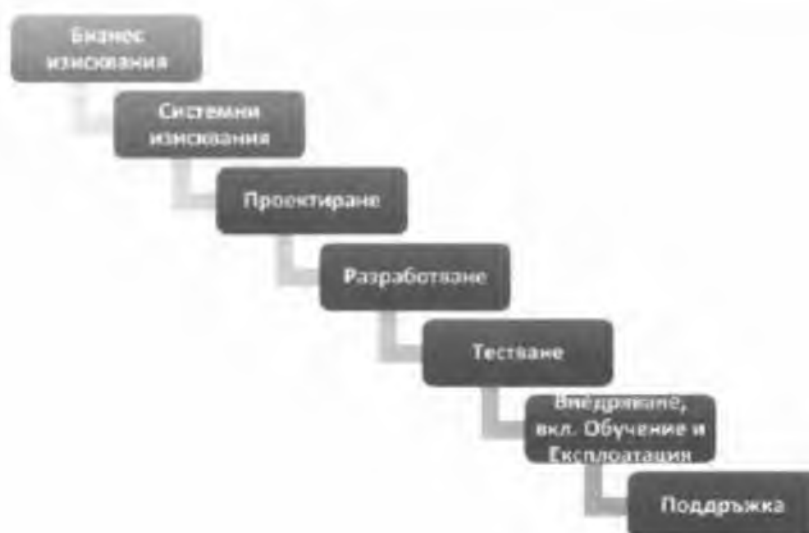 Бизнес
изисквания
Системни
изисквания
Проектиране
Разработване
Тестване
Внедряване,
вкл. Обучение и
Експлоатация
Поддръжка